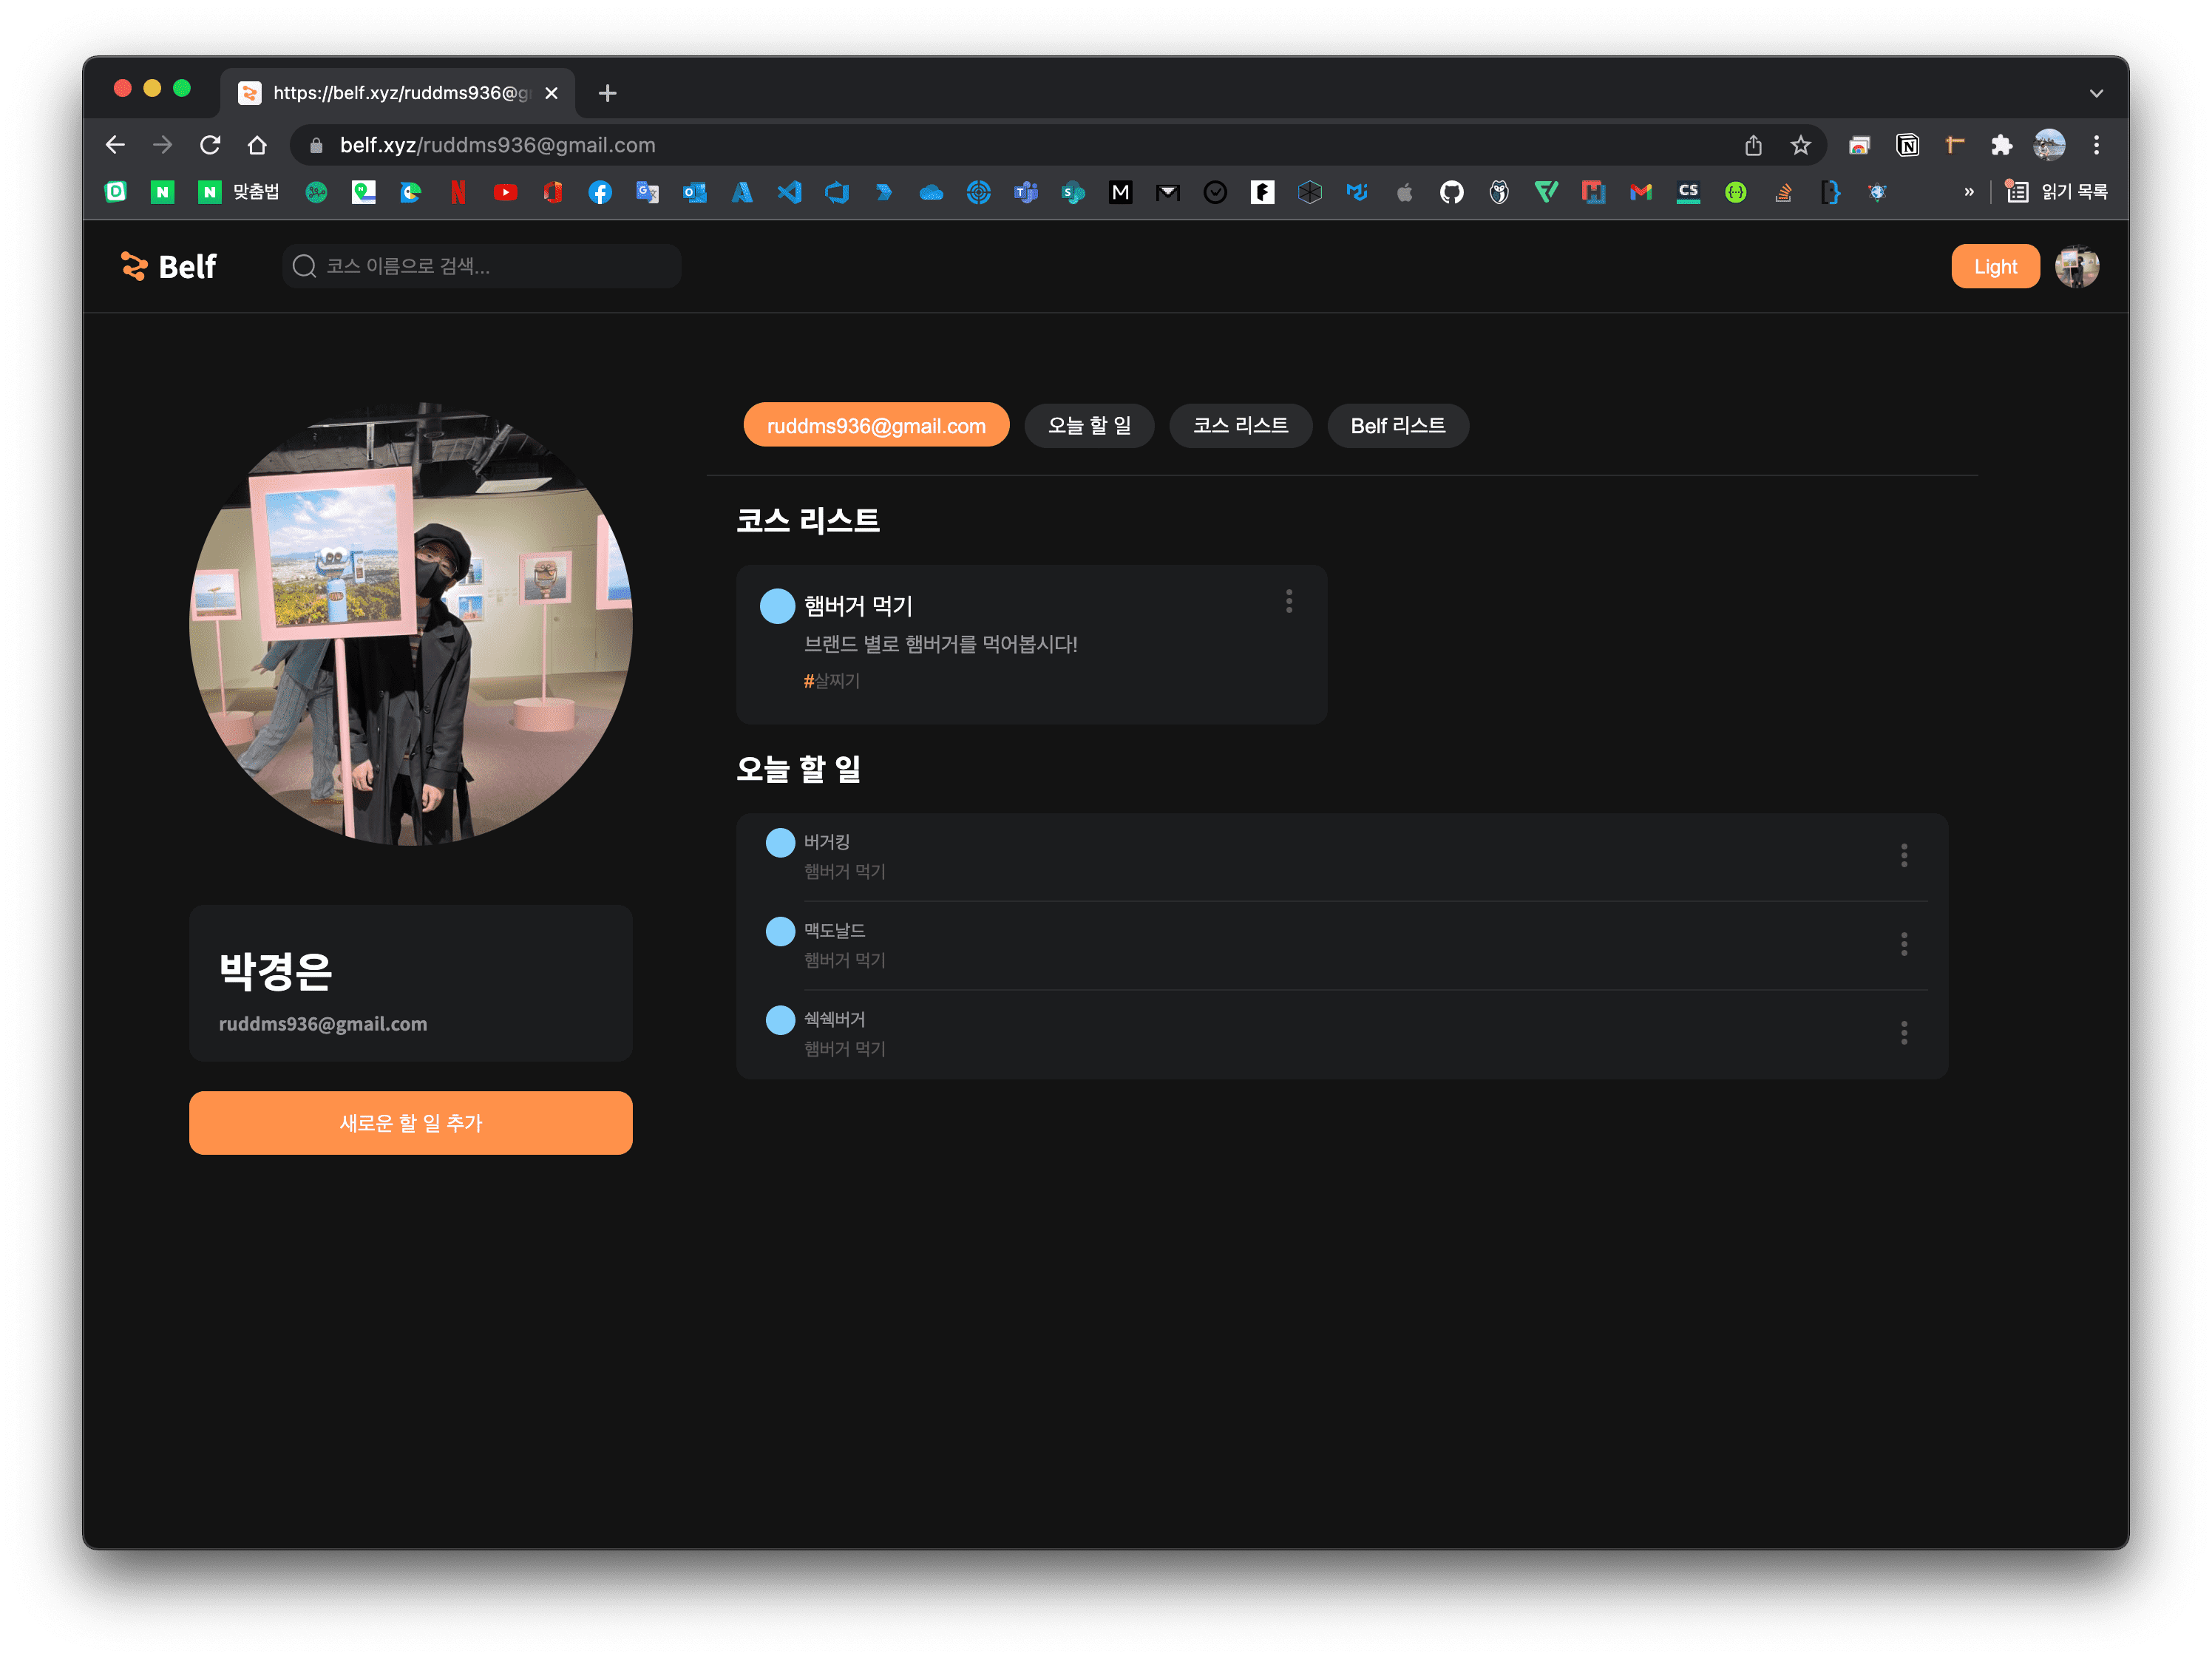 https://belf.xyz/ruddms936@g
belf.xyz/ruddms936@gmail.com
맞춤법
읽기 목록
Belf
코스 이름으로 검색...
Light
ruddms936@gmail.com
오늘 할 일
코스 리스트
Belf 리스트
코스 리스트
햄버거 먹기
브랜드 별로 햄버거를 먹어봅시다!
#살찌기
오늘 할 일
버거킹
햄버거 먹기
맥도날드
햄버거 먹기
쉑쉑버거
햄버거 먹기
박경은
ruddms936@gmail.com
새로운 할 일 추가